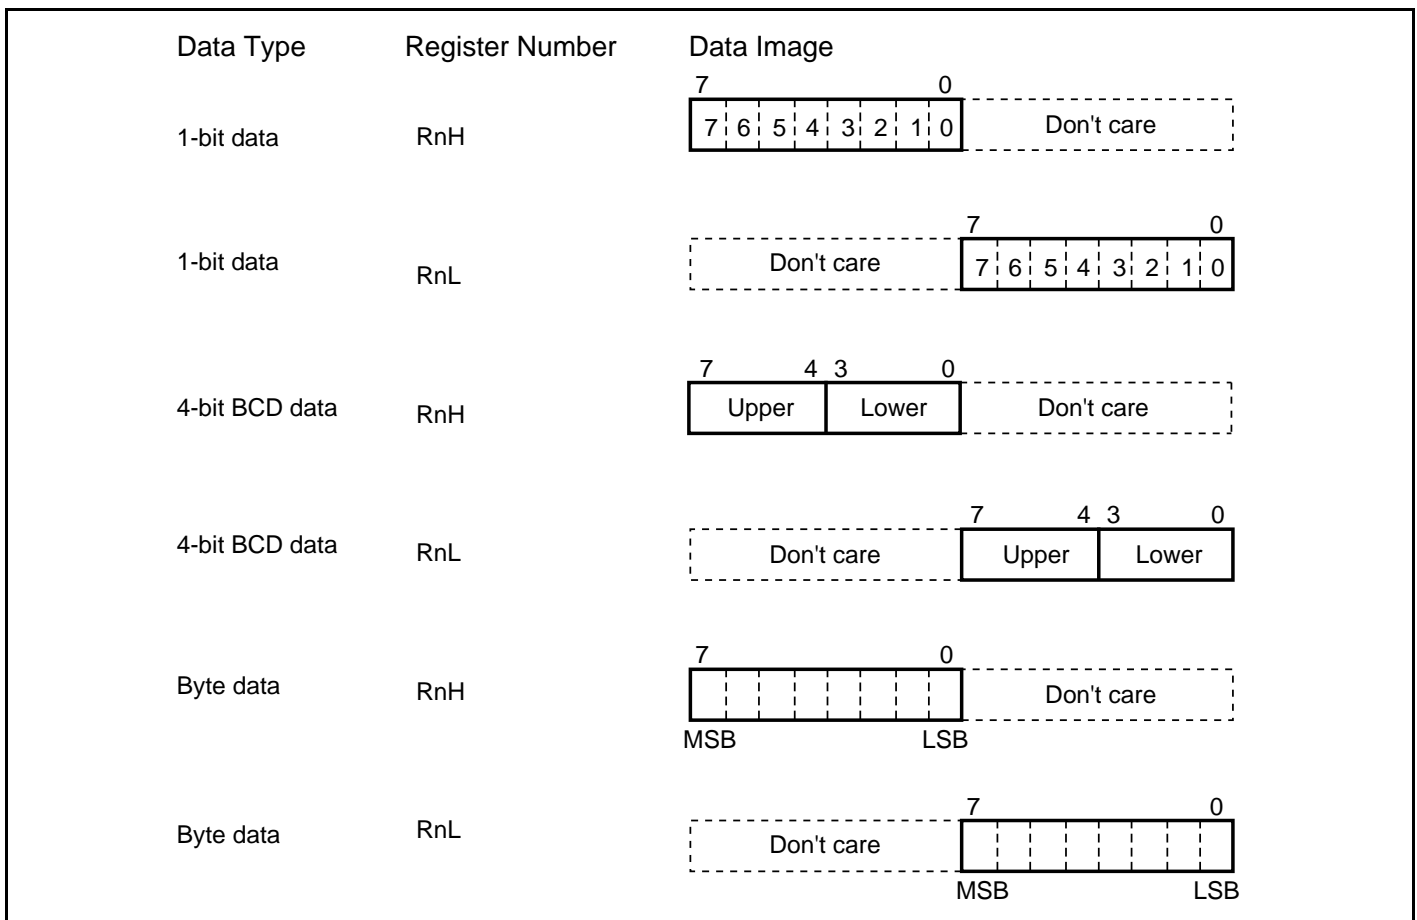 Data Type Register Number Data Image
7 0
1-bit data RnH 7 6 5 4 3 2 1 0 Don't care
7 0
1-bit data RnL Don't care 7 6 5 4 3 2 1 0
7 4 3 0
4-bit BCD data RnH Upper Lower Don't care
7 4 3 0
4-bit BCD data RnL Don't care Upper Lower
7 0
Byte data RnH Don't care
MSB LSB
7 0
Byte data RnL Don't care
MSB LSB